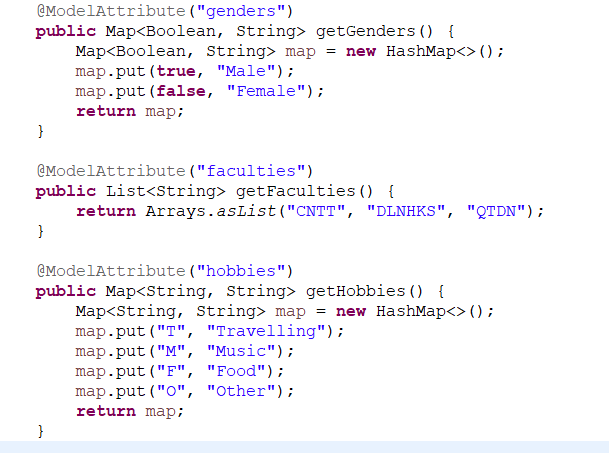 @ModelAttribute("genders")
public Map<Boolean, String> getGenders() {
    Map<Boolean, String> map = new HashMap<>();
    map.put(true, "Male");
    map.put(false, "Female");
    return map;
}

@ModelAttribute("faculties")
public List<String> getFaculties() {
    return Arrays.asList("CNTT", "DLNHKS", "QTDN");
}

@ModelAttribute("hobbies")
public Map<String, String> getHobbies() {
    Map<String, String> map = new HashMap<>();
    map.put("T", "Travelling");
    map.put("M", "Music");
    map.put("F", "Food");
    map.put("O", "Other");
    return map;
}